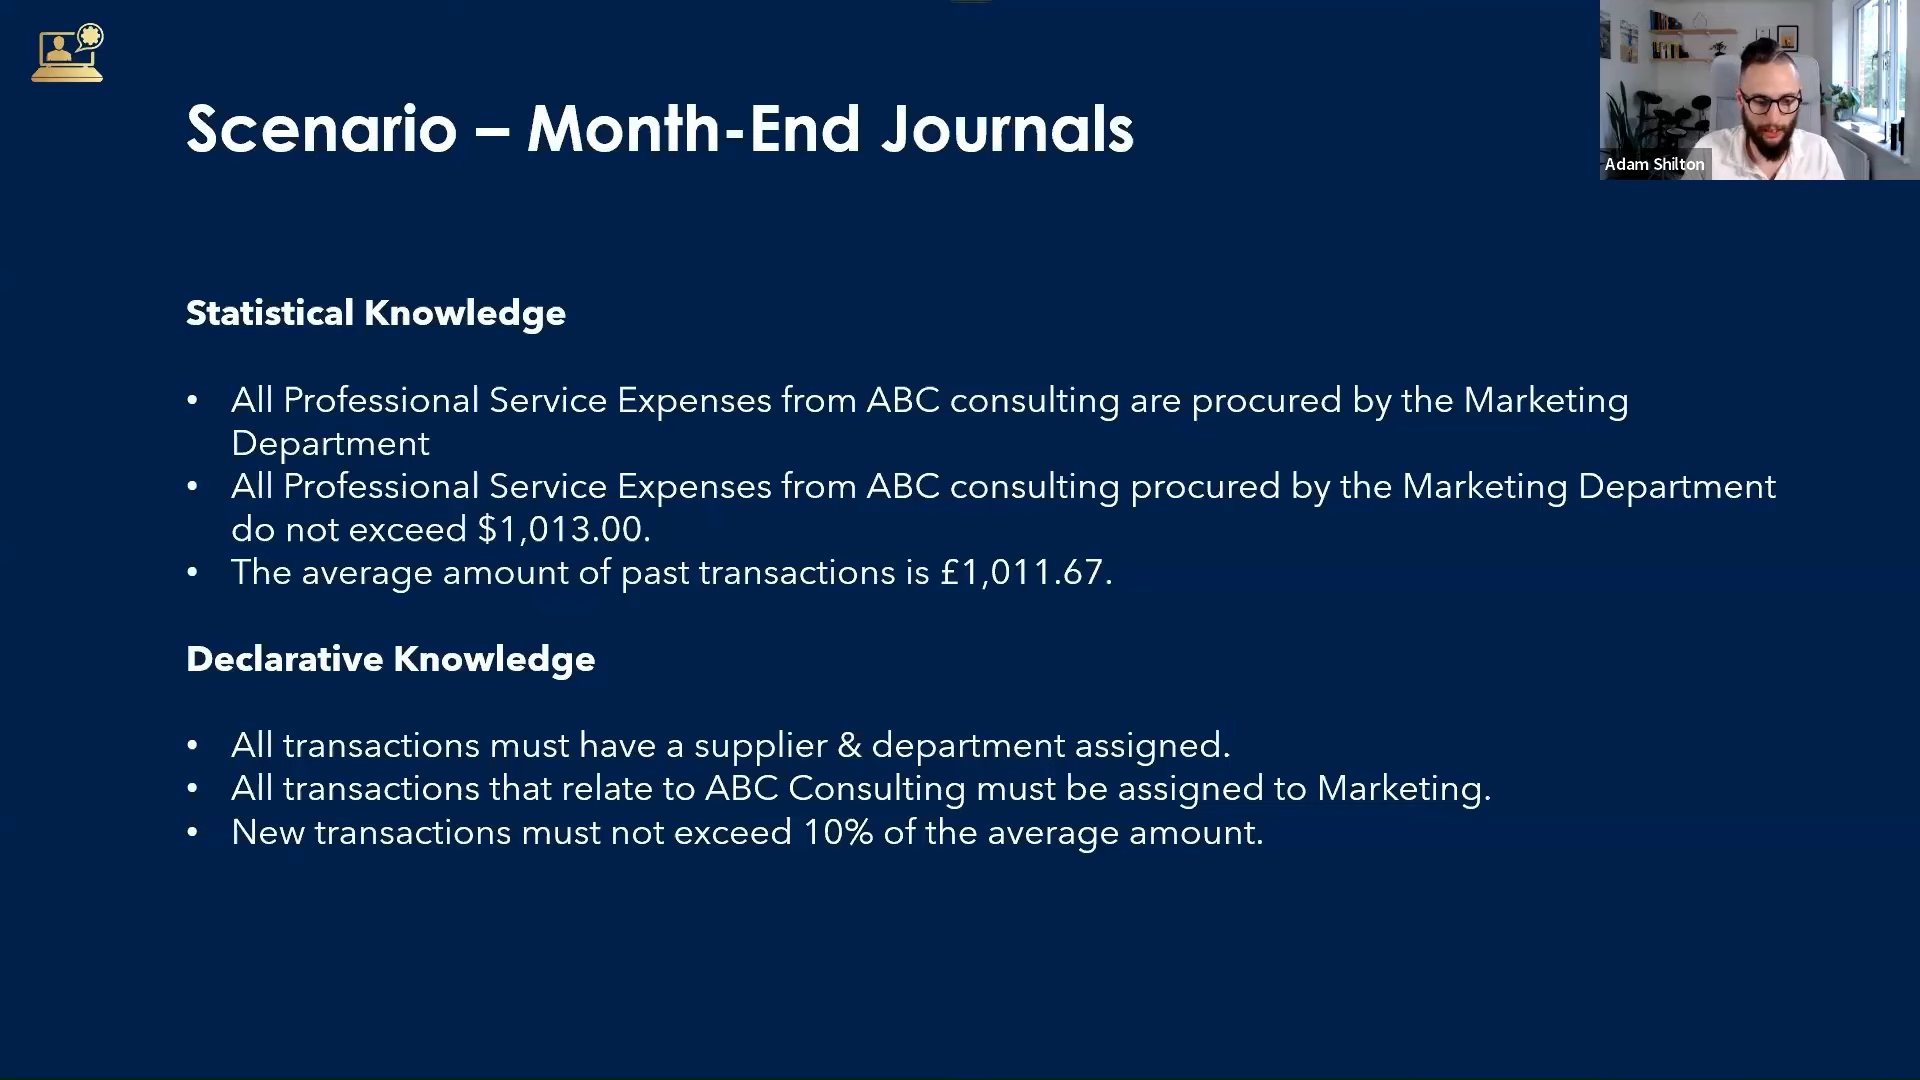 Scenario – Month-End Journals
Adam Shilton
Statistical Knowledge
• All Professional Service Expenses from ABC consulting are procured by the Marketing
Department
• All Professional Service Expenses from ABC consulting procured by the Marketing Department
do not exceed $1,013.00.
• The average amount of past transactions is £1,011.67.
Declarative Knowledge
• All transactions must have a supplier & department assigned.
• All transactions that relate to ABC Consulting must be assigned to Marketing.
• New transactions must not exceed 10% of the average amount.